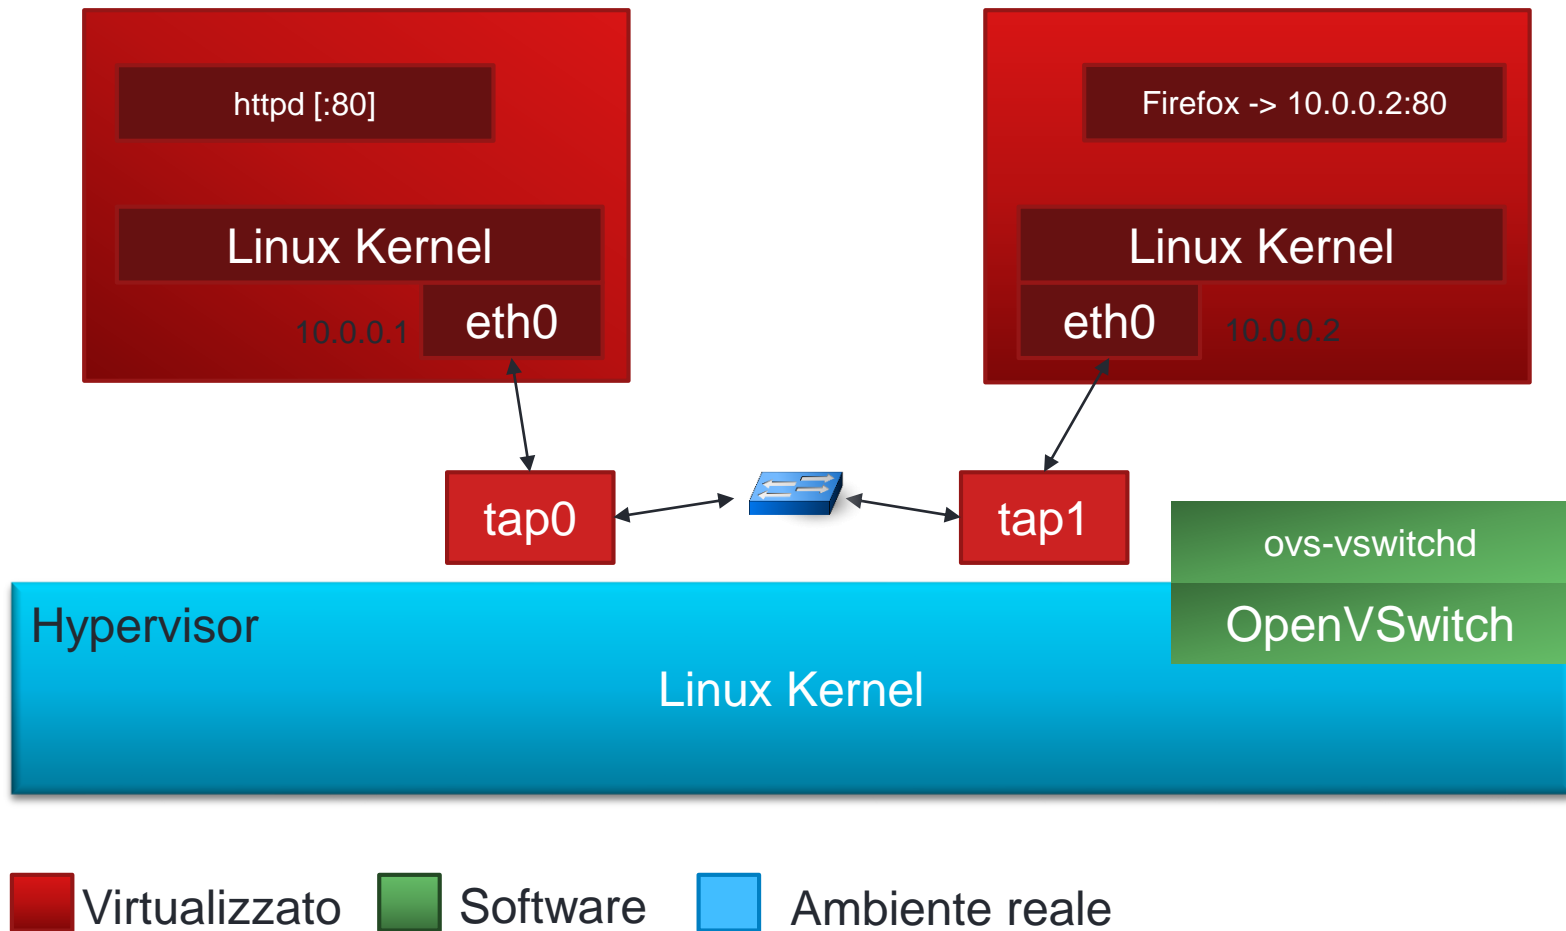 httpd [:80]
Firefox -> 10.0.0.2:80
Linux Kernel
Linux Kernel
10.0.0.1
eth0
eth0
10.0.0.2
tap0
tap1
ovs-vswitchd
Hypervisor
OpenVSwitch
Linux Kernel
Virtualizzato
Software
Ambiente reale